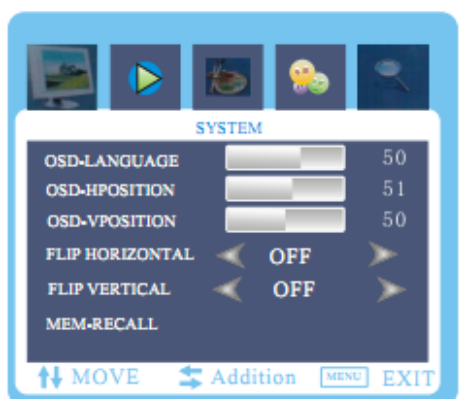 SYSTEM
OSD-LANGUAGE 50
OSD-HPOSITION 51
OSD-VPOSITION 50
FLIP HORIZONTAL OFF
FLIP VERTICAL OFF
MEM-RECALL
MOVE Addition MENU EXIT